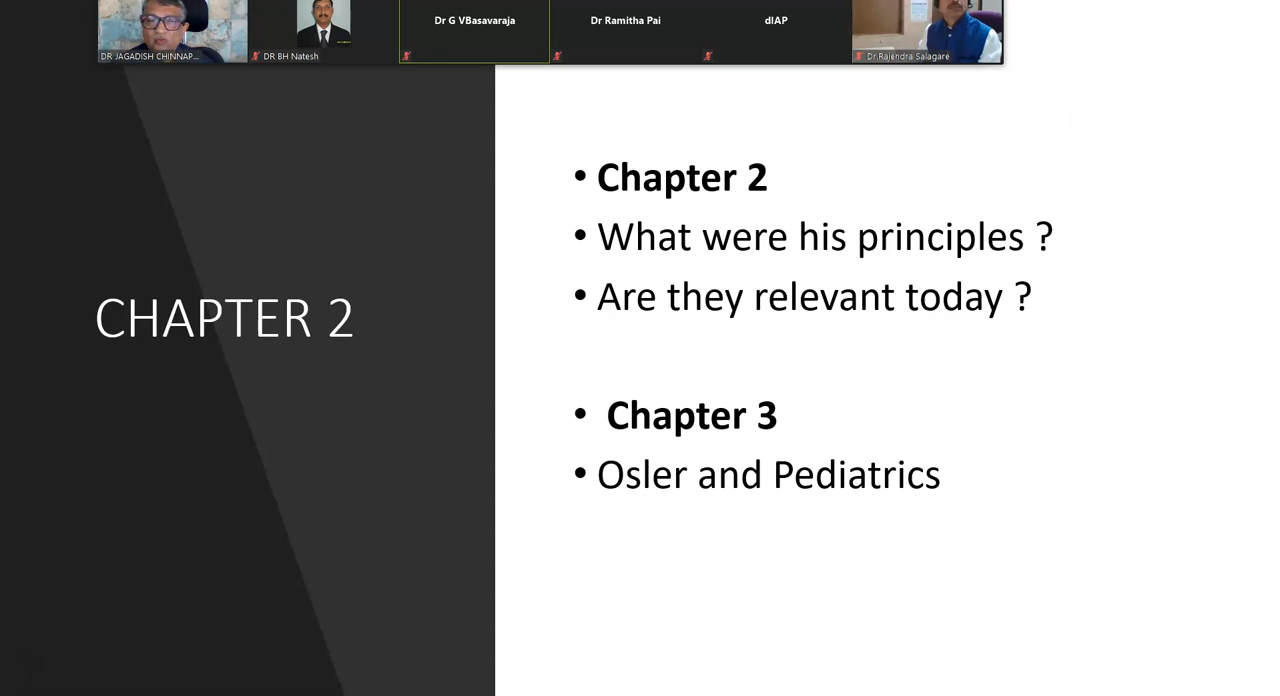 DR JAGADISH CHINNAP...
DR BH Natesh
Dr G VBasavaraja
Dr Ramitha Pai
dIAP
Dr Rajendra Salagare
CHAPTER 2
• Chapter 2
• What were his principles ?
• Are they relevant today ?
• Chapter 3
• Osler and Pediatrics